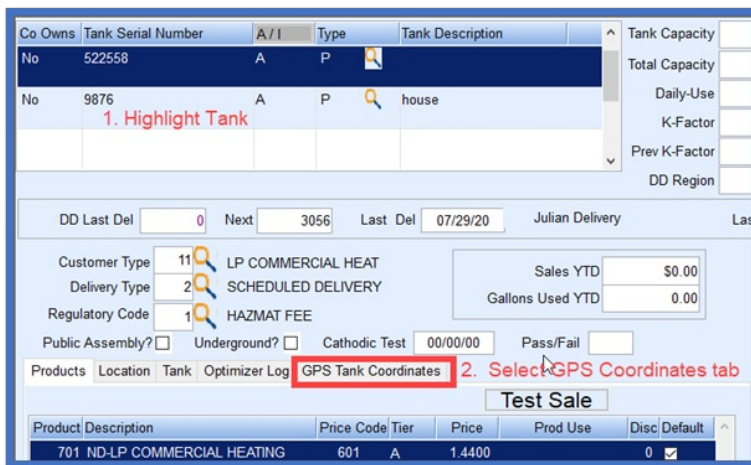 Co Owns Tank Serial Number A / I Type Tank Description Tank Capacity
No 522558 A P Total Capacity
No 9876 A P house Daily-Use
1. Highlight Tank K-Factor
Prev K-Factor
DD Region
DD Last Del 0 Next 3056 Last Del 07/29/20 Julian Delivery Las
Customer Type 11 LP COMMERCIAL HEAT Sales YTD $0.00
Delivery Type 2 SCHEDULED DELIVERY Gallons Used YTD 0.00
Regulatory Code 1 HAZMAT FEE
Public Assembly? Underground? Cathodic Test 00/00/00 Pass/Fail
Products Location Tank Optimizer Log GPS Tank Coordinates 2. Select GPS Coordinates tab
Test Sale
Product Description Price Code Tier Price Prod Use Disc Default
701 ND-LP COMMERCIAL HEATING 601 A 1.4400 0